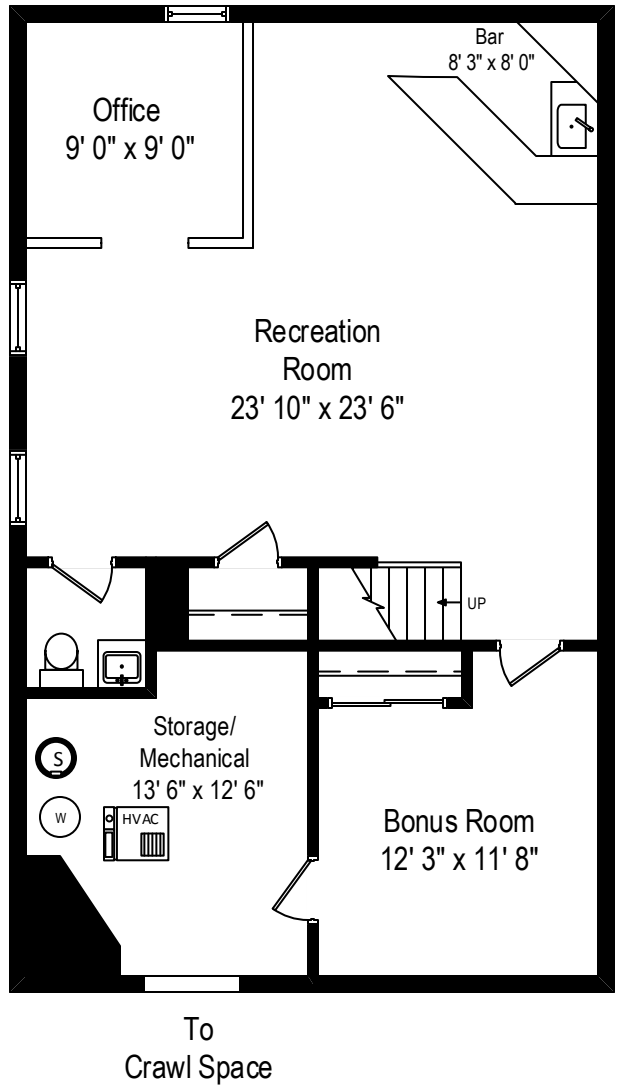 Bar
8' 3" x 8' 0"
Office
9' 0" x 9' 0"
Recreation
Room
23' 10" x 23' 6"
UP
Storage/
Mechanical
13' 6" x 12' 6"
S
W
HVAC
Bonus Room
12' 3" x 11' 8"
To
Crawl Space